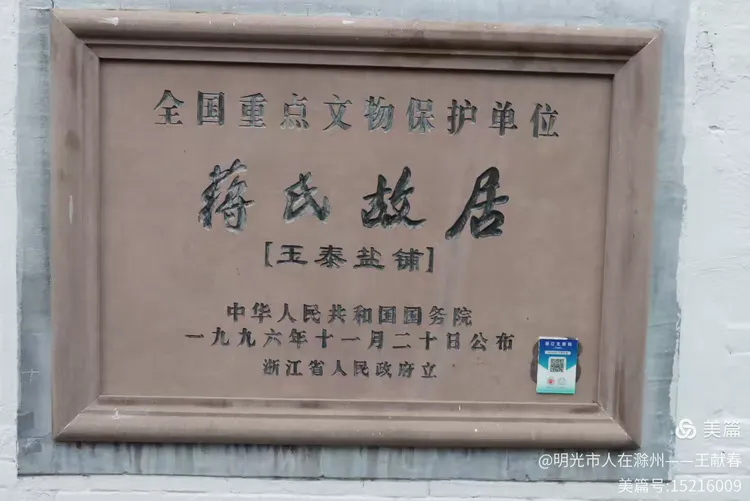 全国重点文物保护单位
蒋氏故居
[玉泰盐铺]
中华人民共和国国务院
一九九六年十一月二十日公布
浙江省人民政府立
美篇
@明光市人在滁州——王献春
美篇号:15216009